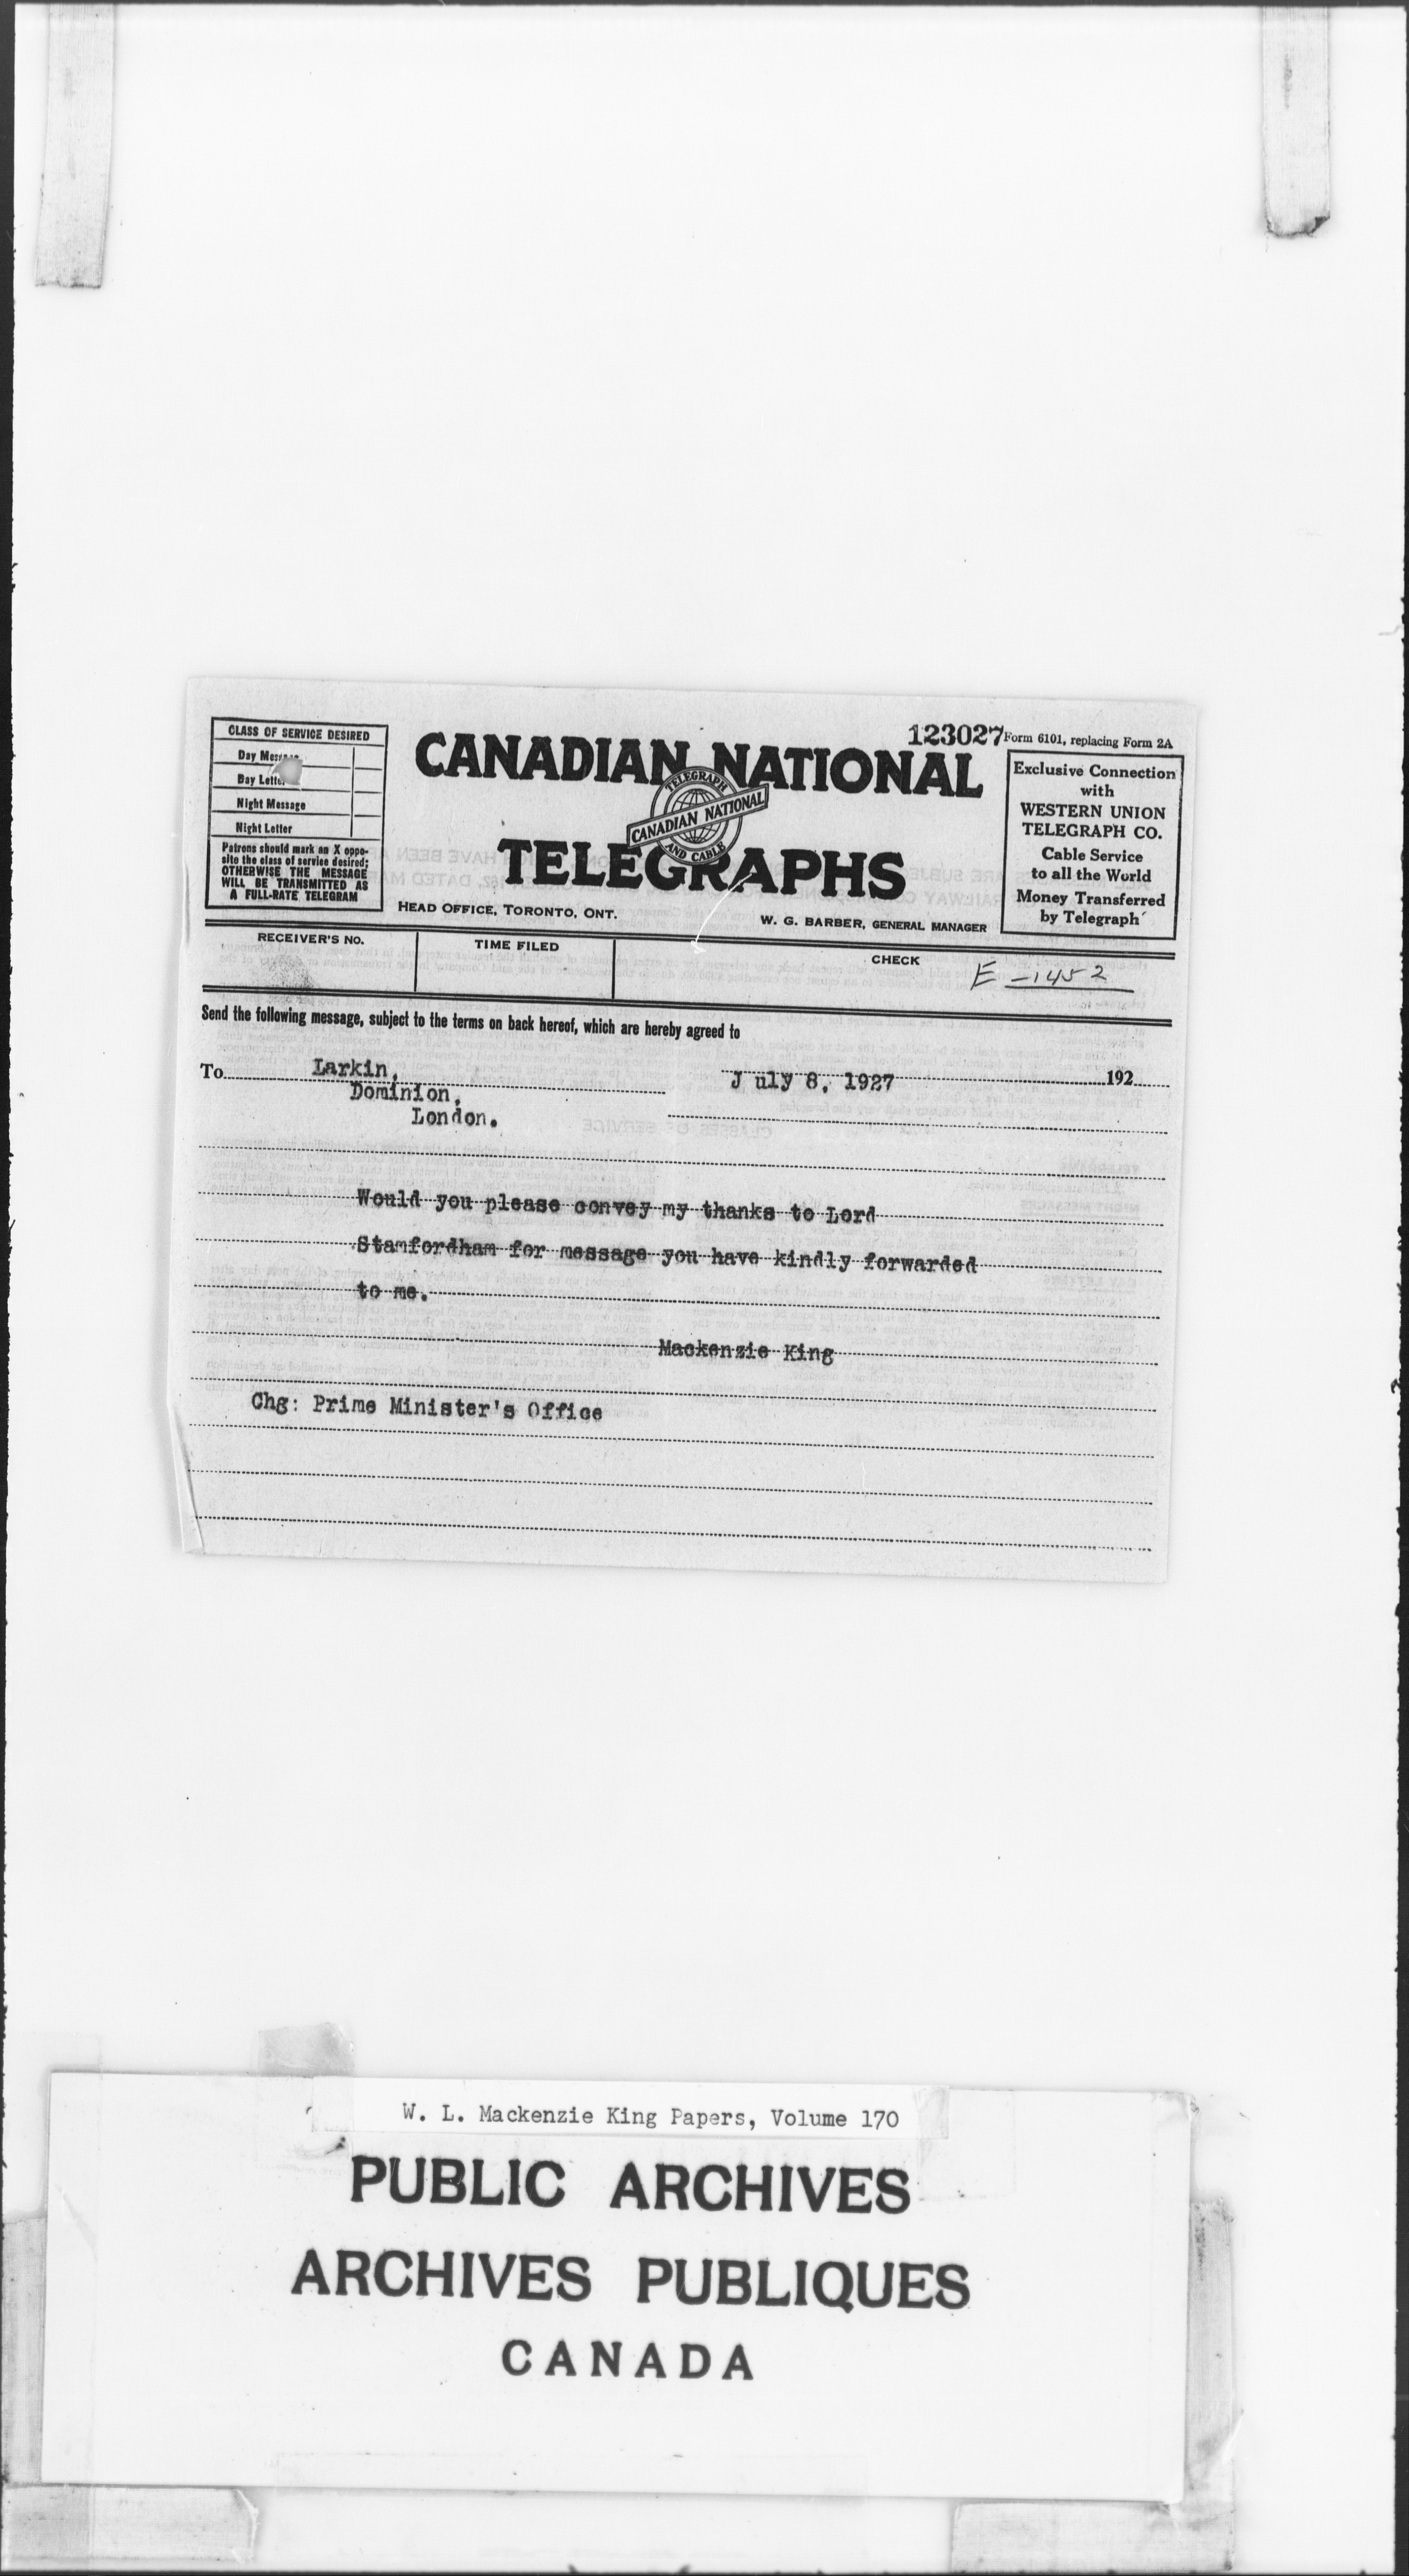 123027
Form 6101, replacing Form 2A
CLASS OF SERVICE DESIRED
Day
Day
Night Message
Night Letter
Patrons should mark an X oppo-
site the class of service desired;
OTHERWISE THE MESSAGE
WILL BE TRANSMITTED AS
A FULL-RATE TELEGRAM
CANADIAN NATIONAL
TELEGRAPH
CANADIAN NATIONAL
AND CABLE
TELEGRAPHS
HEAD OFFICE, TORONTO, ONT.
W. G. BARBER, GENERAL MANAGER
Exclusive Connection
with
WESTERN UNION
TELEGRAPH CO.
Cable Service
to all the World
Money Transferred
by Telegraph
RECEIVER'S NO.
TIME FILED
CHECK
E - 1452
Send the following message, subject to the terms on back hereof, which are hereby agreed to
To Larkin, July 8, 1927 192
Dominion,
London.
Would you please convey my thanks to Lord
Stamfordham for message you have kindly forwarded
to me.
Mackenzie King
Chg: Prime Minister's Office
W. L. Mackenzie King Papers, Volume 170
PUBLIC ARCHIVES
ARCHIVES PUBLIQUES
CANADA